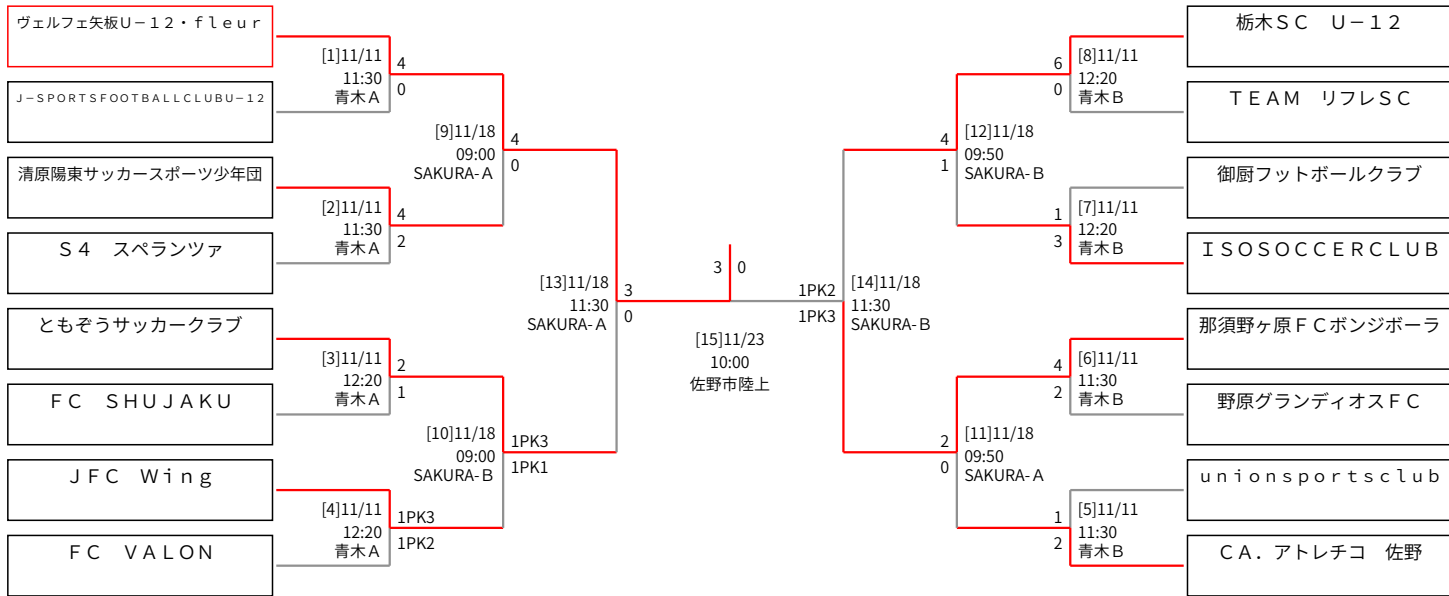 ヴェルフェ矢板U－12・ｆｌｅｕｒ
[1]11/11
11:30
青木Ａ
4
0
Ｊ－ＳＰＯＲＴＳＦＯＯＴＢＡＬＬＣＬＵＢU－12
[9]11/18
09:00
SAKURA-Ａ
4
0
清原陽東サッカースポーツ少年団
[2]11/11
11:30
青木Ａ
4
2
Ｓ４　スペランツァ
[13]11/18
11:30
SAKURA-Ａ
3
0
ともぞうサッカークラブ
[3]11/11
12:20
青木Ａ
2
1
ＦＣ　ＳＨＵＪＡＫＵ
[10]11/18
09:00
SAKURA-Ｂ
1PK3
1PK1
ＪＦＣ　Ｗｉｎｇ
[4]11/11
12:20
青木Ａ
1PK3
1PK2
ＦＣ　ＶＡＬＯＮ
3
0
[15]11/23
10:00
佐野市陸上
栃木ＳＣ　Ｕ－１２
6
0
[8]11/11
12:20
青木Ｂ
ＴＥＡＭ　リフレＳＣ
4
1
[12]11/18
09:50
SAKURA-Ｂ
御厨フットボールクラブ
1
3
[7]11/11
12:20
青木Ｂ
ＩＳＯＳＯＣＣＥＲＣＬＵＢ
1PK2
1PK3
[14]11/18
11:30
SAKURA-Ｂ
那須野ヶ原ＦＣボンジボーラ
4
2
[6]11/11
11:30
青木Ｂ
野原グランディオスＦＣ
2
0
[11]11/18
09:50
SAKURA-Ａ
ｕｎｉｏｎｓｐｏｒｔｓｃｌｕｂ
1
2
[5]11/11
11:30
青木Ｂ
ＣＡ．アトレチコ　佐野